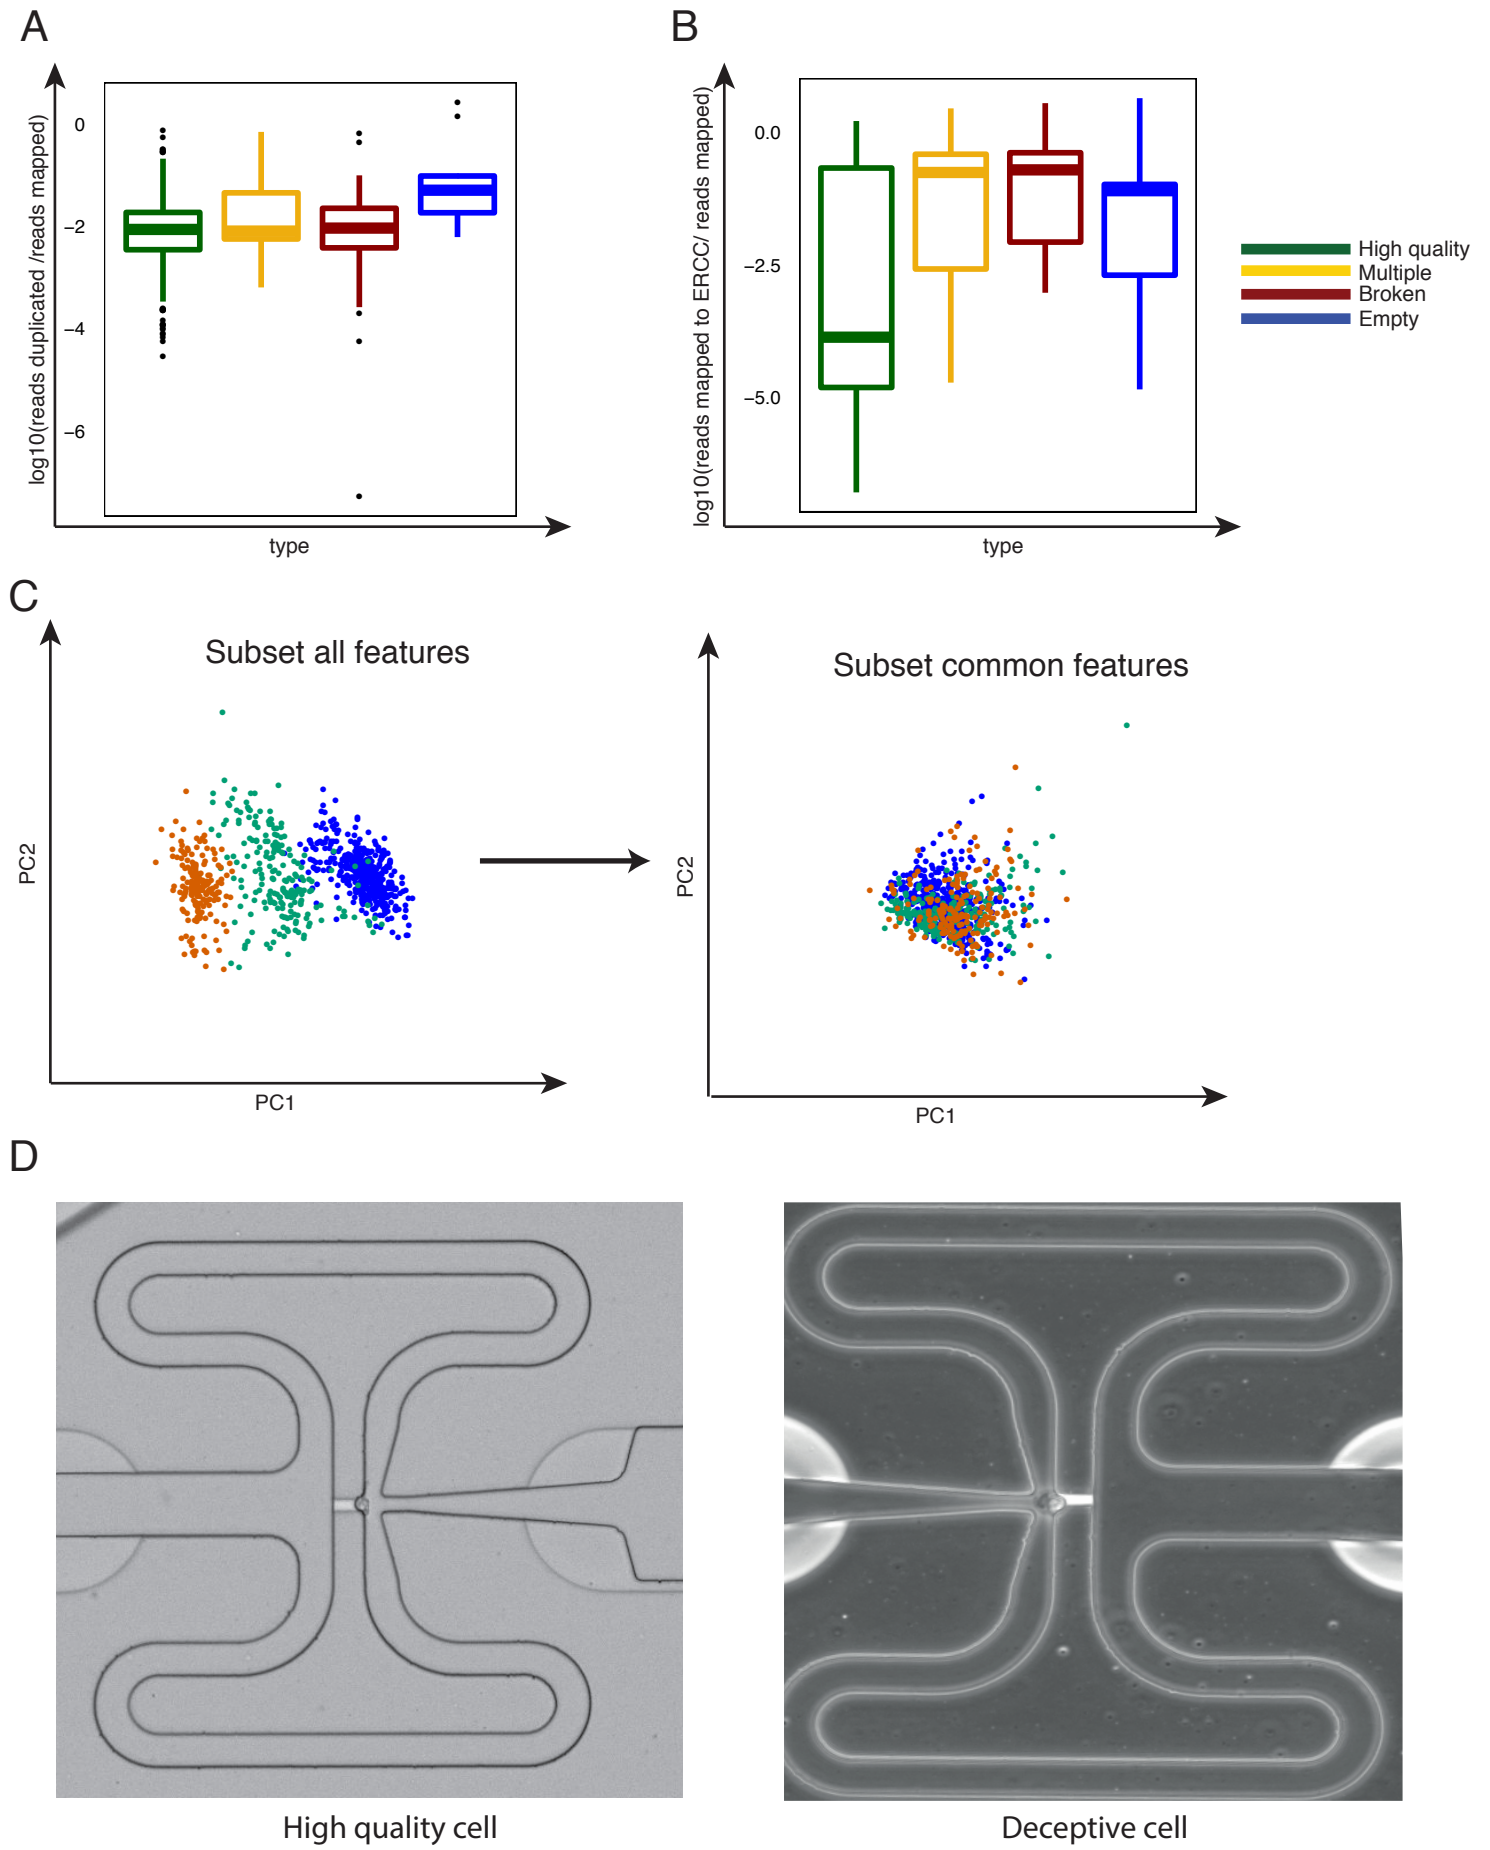 A
log10(reads duplicated /reads mapped)
0
−2
−4
−6
type
B
log10(reads mapped to ERCC/ reads mapped)
0.0
−2.5
−5.0
type
High quality
Multiple
Broken
Empty
C
Subset all features
PC2
PC1
Subset common features
PC2
PC1
D
High quality cell
Deceptive cell